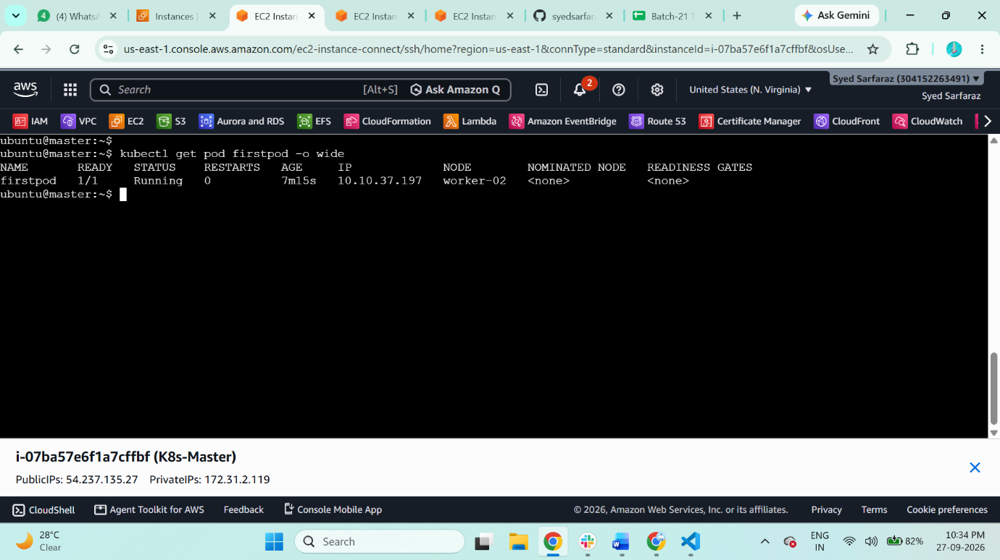 4 (4) WhatsA
Instances |
EC2 Instan
EC2 Instan
EC2 Instan
syedsarfar
Batch-21 T
Ask Gemini
us-east-1.console.aws.amazon.com/ec2-instance-connect/ssh/home?region=us-east-1&connType=standard&instanceId=i-07ba57e6f1a7cffbf&osUse...
aws
Search [Alt+S] Ask Amazon Q
2
United States (N. Virginia) ▼
Syed Sarfaraz (304152263491) ▼
Syed Sarfaraz
IAM VPC EC2 S3 Aurora and RDS EFS CloudFormation Lambda Amazon EventBridge Route 53 Certificate Manager CloudFront CloudWatch
ubuntu@master:~$
ubuntu@master:~$ kubectl get pod firstpod -o wide
NAME READY STATUS RESTARTS AGE IP NODE NOMINATED NODE READINESS GATES
firstpod 1/1 Running 0 7m15s 10.10.37.197 worker-02 <none> <none>
ubuntu@master:~$
i-07ba57e6f1a7cffbf (K8s-Master)
PublicIPs: 54.237.135.27 PrivateIPs: 172.31.2.119
CloudShell Agent Toolkit for AWS Feedback Console Mobile App © 2026, Amazon Web Services, Inc. or its affiliates. Privacy Terms Cookie preferences
28°C
Clear
Search
ENG
IN
82%
10:34 PM
27-09-2026